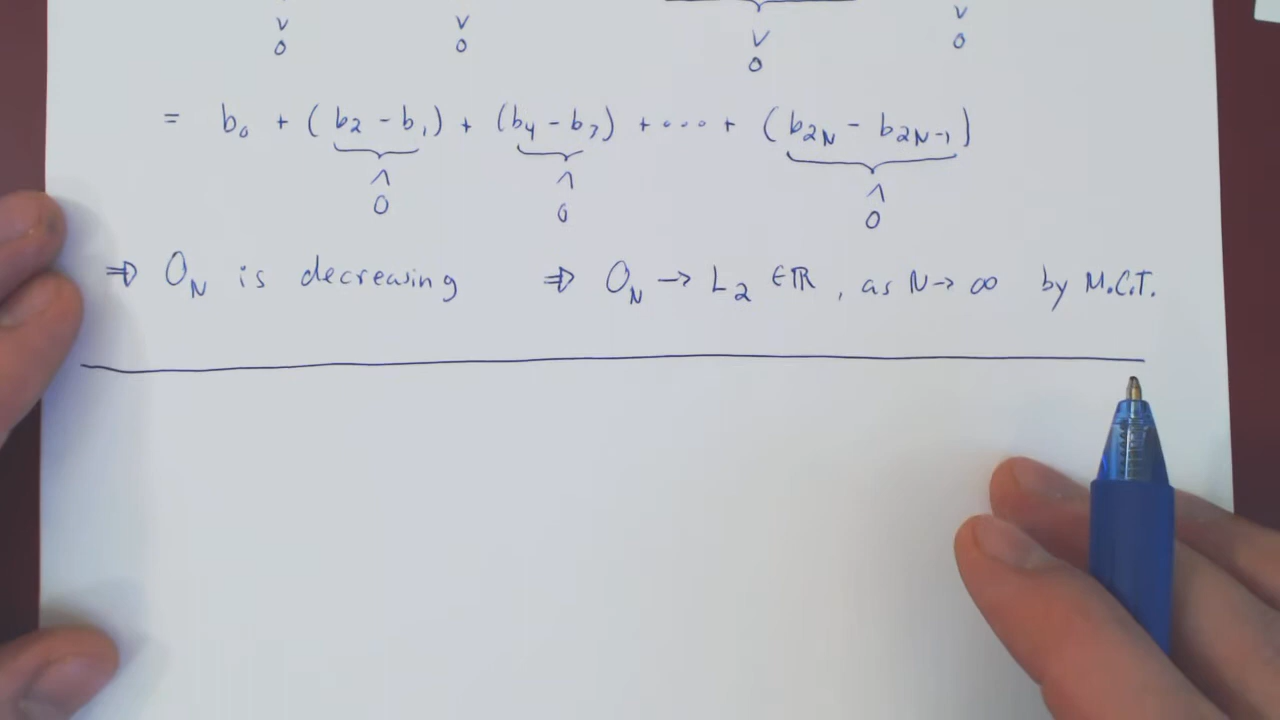 ∨ ∨ ∨ ∨
0 0 0 0
= b₀ + (b₂ - b₁) + (b₄ - b₃) + ... + (b₂N - b₂N-1)
∧ ∧ ∧
0 0 0
⇒ O_N is decreasing ⇒ O_N → L₂ ∈ ℝ, as N → ∞ by M.C.T.